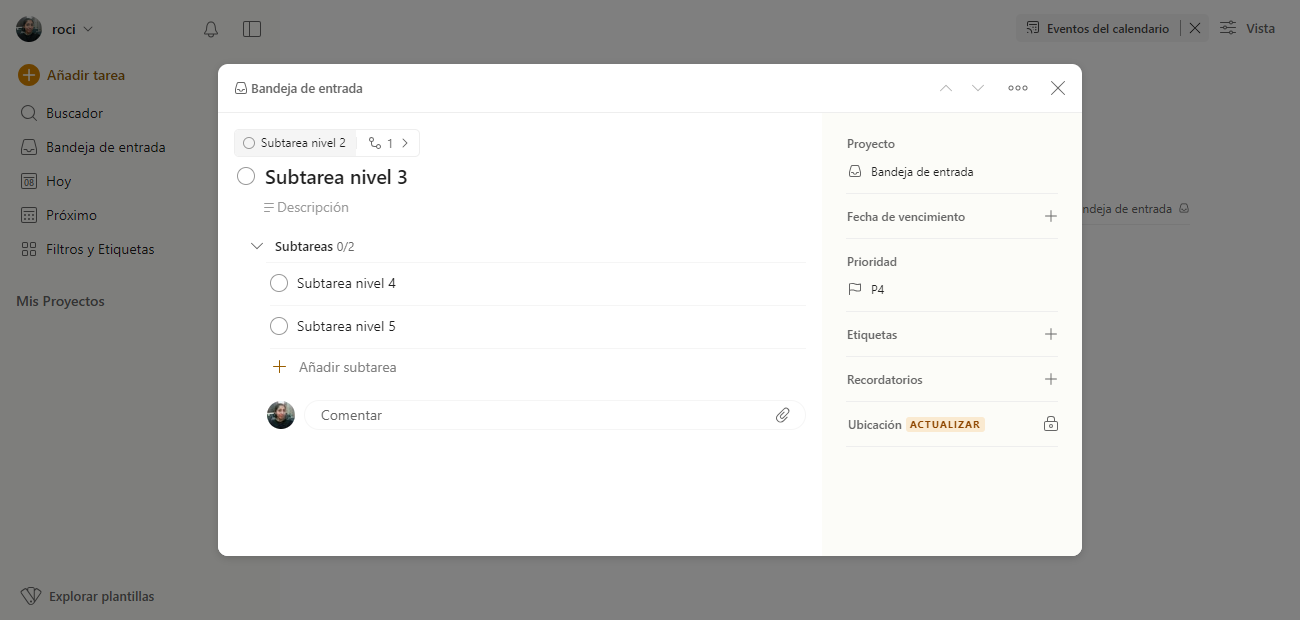 roci
Eventos del calendario
Vista
Añadir tarea
Buscador
Bandeja de entrada
08 Hoy
Próximo
Filtros y Etiquetas
Mis Proyectos
Explorar plantillas
Bandeja de entrada
Subtarea nivel 2 1
Subtarea nivel 3
Descripción
Subtareas 0/2
Subtarea nivel 4
Subtarea nivel 5
Añadir subtarea
Comentar
Proyecto
Bandeja de entrada
Fecha de vencimiento
Prioridad
P4
Etiquetas
Recordatorios
Ubicación ACTUALIZAR
ndeja de entrada